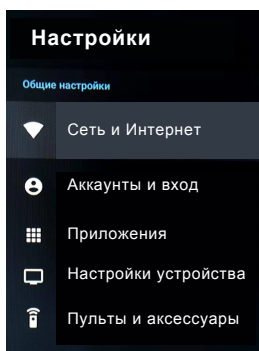 Настройки
Общие настройки
Сеть и Интернет
Аккаунты и вход
Приложения
Настройки устройства
Пульты и аксессуары